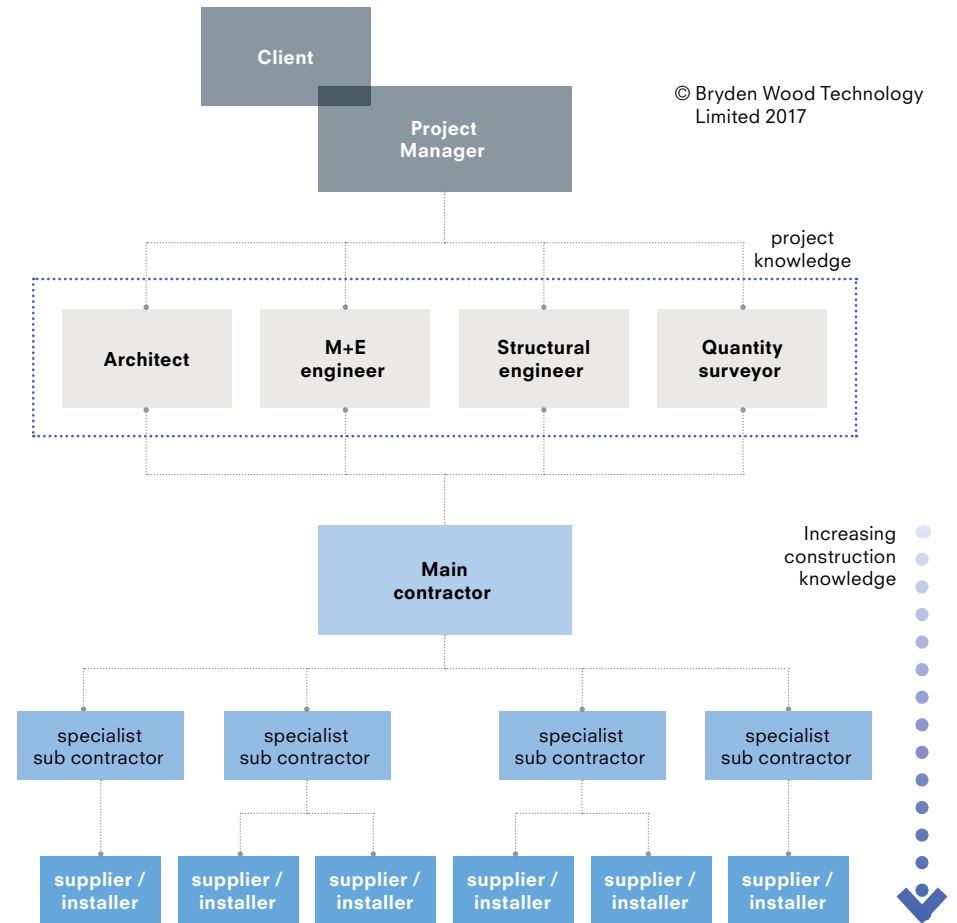 Client
© Bryden Wood Technology
Limited 2017
Project
Manager
project
knowledge
Architect
M+E
engineer
Structural
engineer
Quantity
surveyor
Increasing
construction
knowledge
Main
contractor
specialist
sub contractor
specialist
sub contractor
specialist
sub contractor
specialist
sub contractor
supplier /
installer
supplier /
installer
supplier /
installer
supplier /
installer
supplier /
installer
supplier /
installer